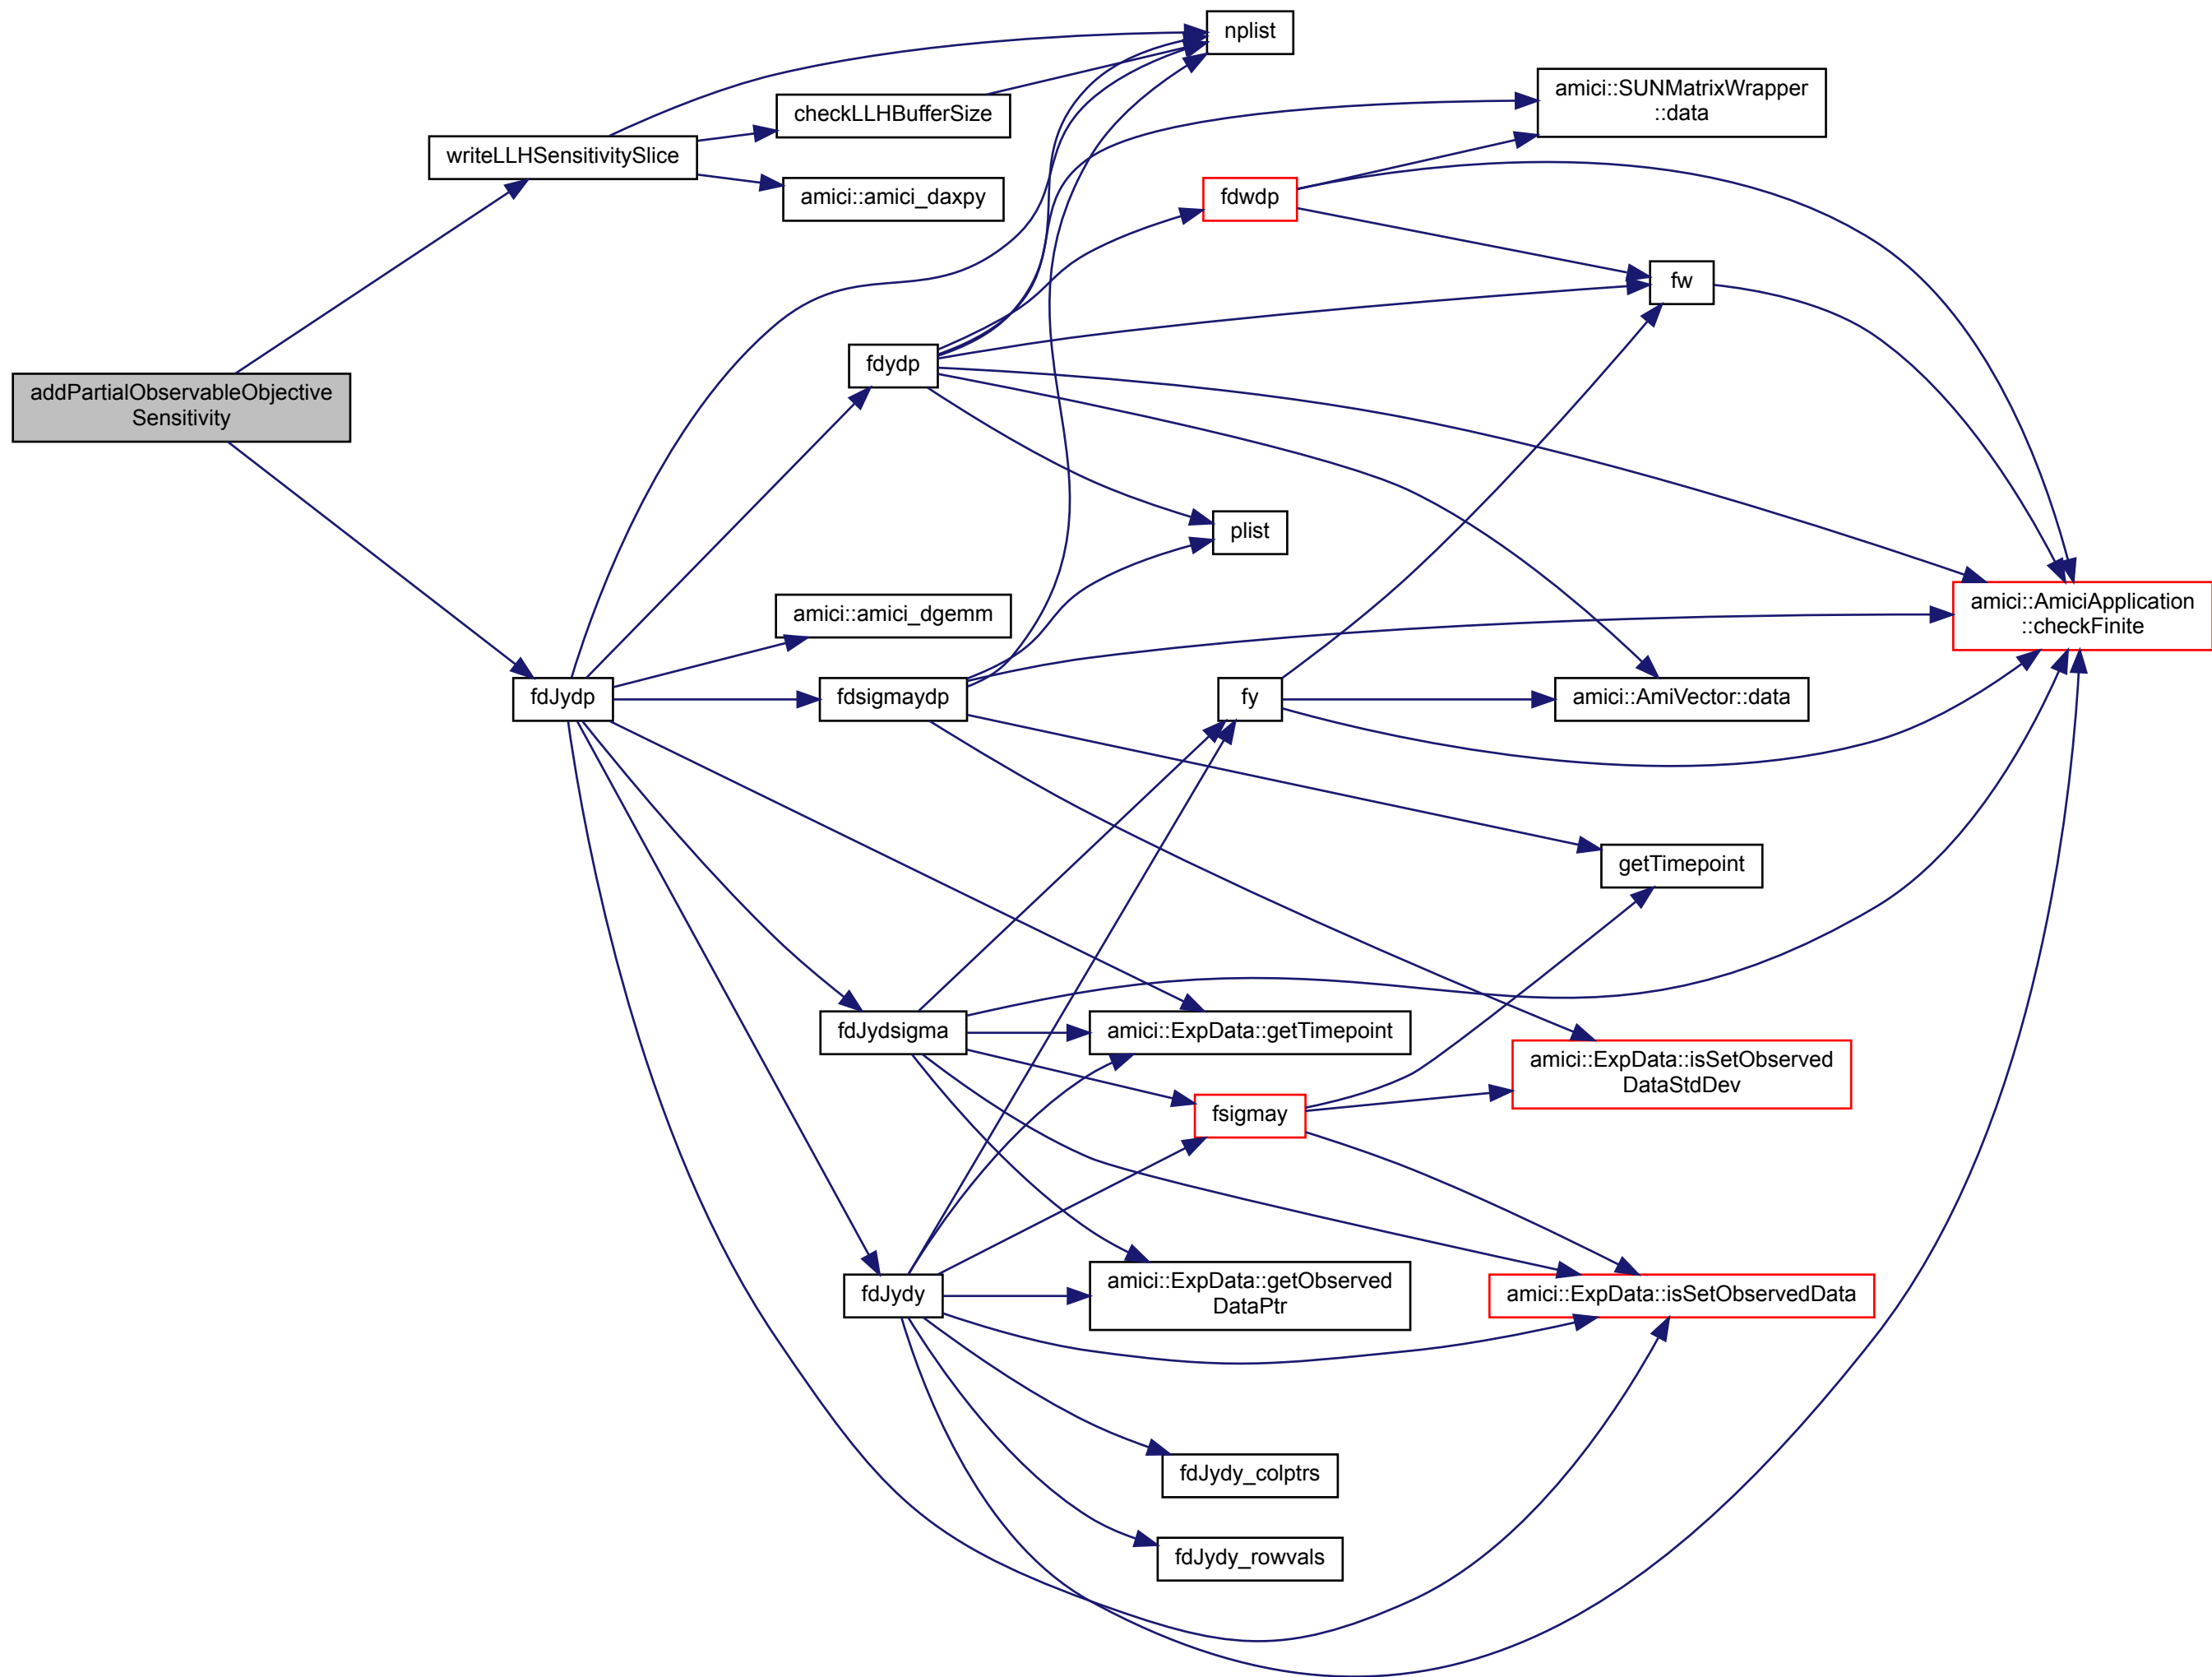 nplist
amici::SUNMatrixWrapper
::data
checkLLHBufferSize
writeLLHSensitivitySlice
amici::amici_daxpy
fdwdp
fw
fdydp
addPartialObservableObjective
Sensitivity
plist
amici::AmiciApplication
::checkFinite
amici::amici_dgemm
fdJydp
fdsigmaydp
fy
amici::AmiVector::data
getTimepoint
fdJydsigma
amici::ExpData::getTimepoint
amici::ExpData::isSetObserved
DataStdDev
fsigmay
fdJydy
amici::ExpData::getObserved
DataPtr
amici::ExpData::isSetObservedData
fdJydy_colptrs
fdJydy_rowvals